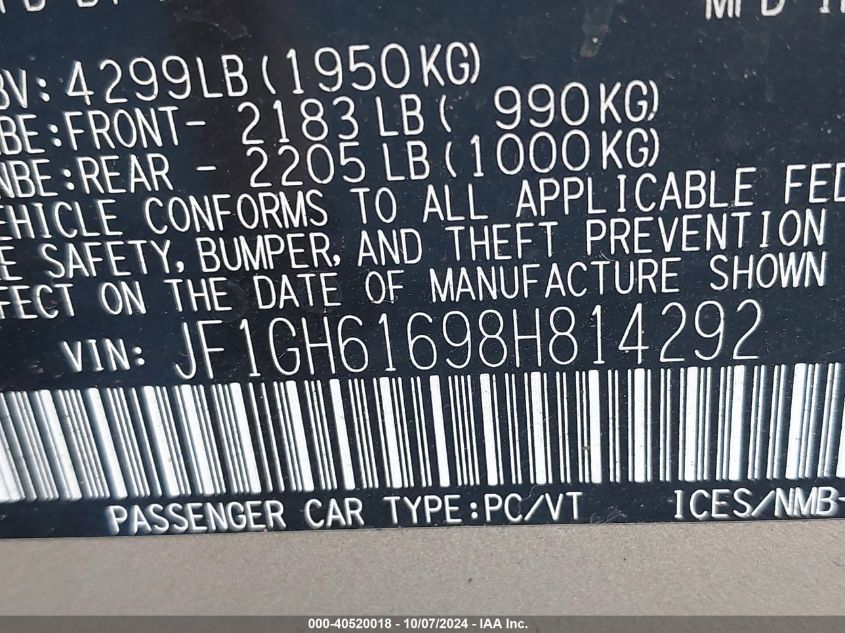 MFD I
BV: 4299LB(1950KG)
BE:FRONT- 2183 LB( 990KG)
NBE:REAR - 2205 LB(1000KG)
EHICLE CONFORMS TO ALL APPLICABLE FED
E SAFETY, BUMPER, AND THEFT PREVENTION
FECT ON THE DATE OF MANUFACTURE SHOWN
VIN: JF1GH61698H814292
PASSENGER CAR TYPE:PC/VT ICES/NMB-
000-40520018 - 10/07/2024 - IAA Inc.